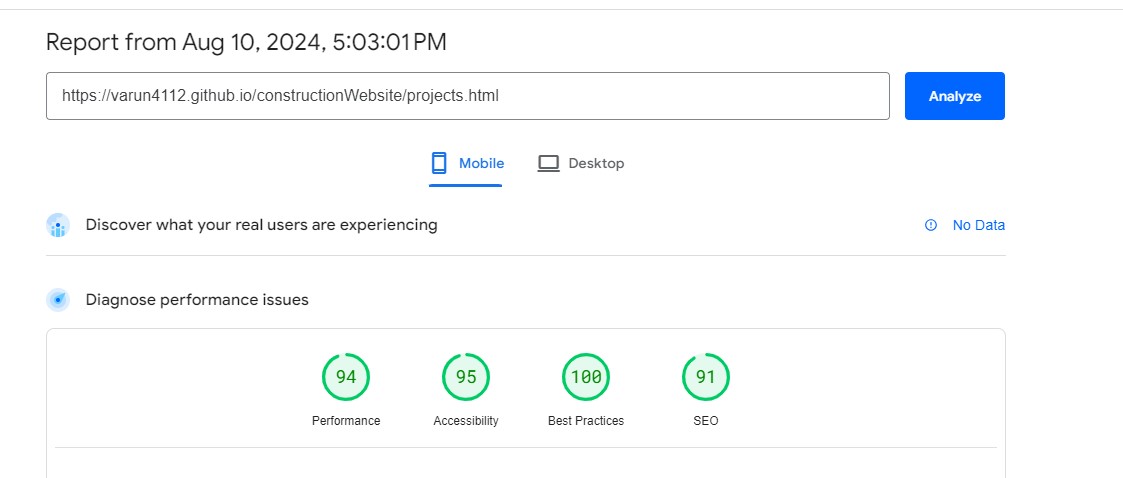 Report from Aug 10, 2024, 5:03:01 PM
https://varun4112.github.io/constructionWebsite/projects.html
Analyze
Mobile
Desktop
Discover what your real users are experiencing
No Data
Diagnose performance issues
94
95
100
91
Performance
Accessibility
Best Practices
SEO